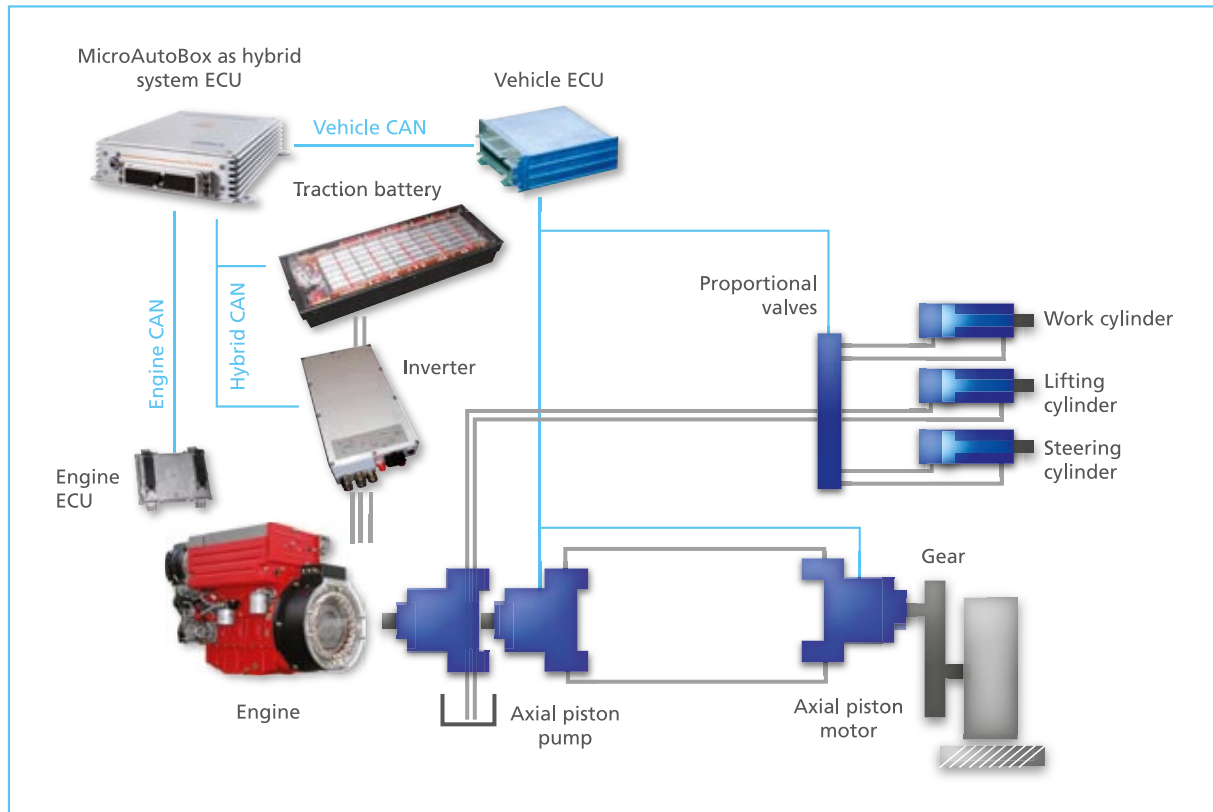 MicroAutoBox as hybrid
system ECU
Vehicle ECU
Vehicle CAN
Traction battery
Engine CAN
Hybrid CAN
Proportional
valves
Work cylinder
Inverter
Lifting
cylinder
Steering
cylinder
Engine
ECU
Gear
Engine
Axial piston
pump
Axial piston
motor